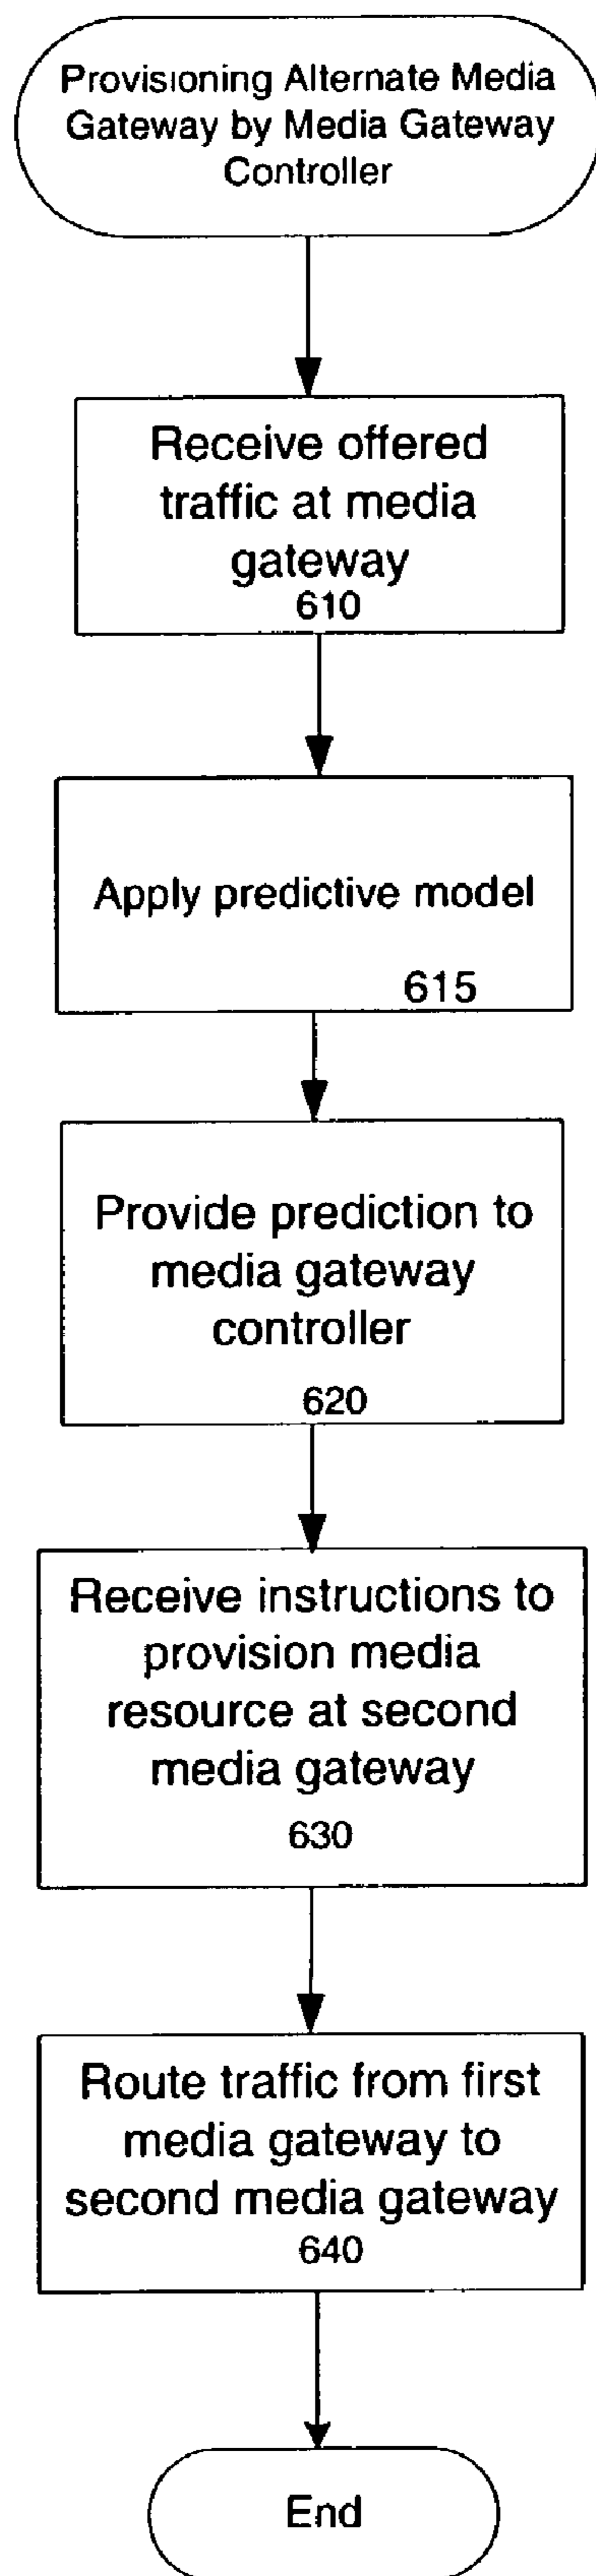 Provisioning Alternate Media
Gateway by Media Gateway
Controller
Receive offered
traffic at media
gateway
610
Apply predictive model
615
Provide prediction to
media gateway
controller
620
Receive instructions to
provision media
resource at second
media gateway
630
Route traffic from first
media gateway to
second media gateway
640
End